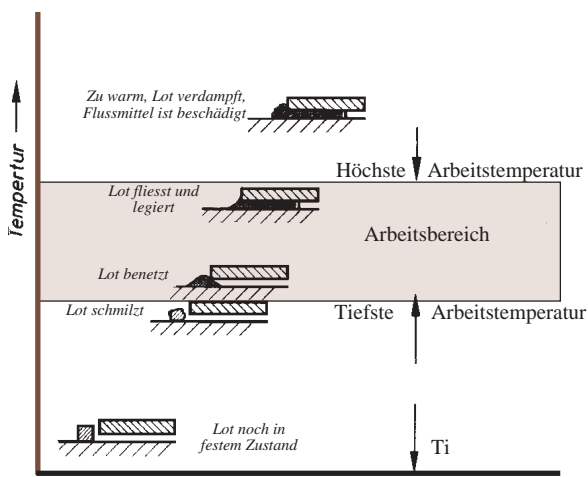 Zu warm, Lot verdampft,
Flussmittel ist beschädigt
Tempertur
Höchste Arbeitstemperatur
Lot fliesst und
legiert
Arbeitsbereich
Lot benetzt
Lot schmilzt
Tiefste Arbeitstemperatur
Lot noch in
festem Zustand
Ti